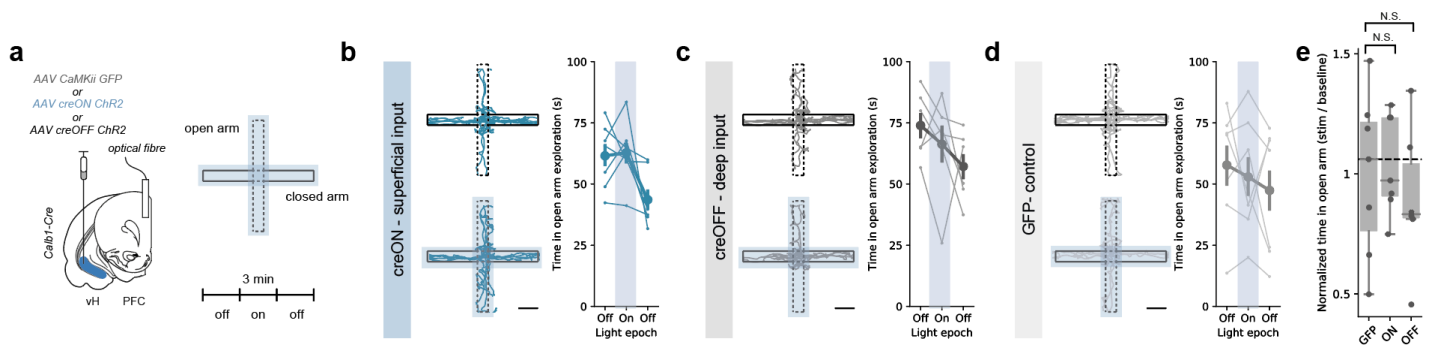 a
AAV CaMKii GFP
or
AAV creON ChR2
or
AAV creOFF ChR2
optical fibre
Calb1-Cre
vH
PFC
open arm
closed arm
3 min
off
on
off
b
creON - superficial input
Time in open arm exploration (s)
100
75
50
25
0
Off
On
Off
Light epoch
c
creOFF - deep input
Time in open arm exploration (s)
100
75
50
25
0
Off
On
Off
Light epoch
d
GFP- control
Time in open arm exploration (s)
100
75
50
25
0
Off
On
Off
Light epoch
e
N.S.
N.S.
Normalized time in open arm (stim / baseline)
1.5
1
0.5
GFP
ON
OFF